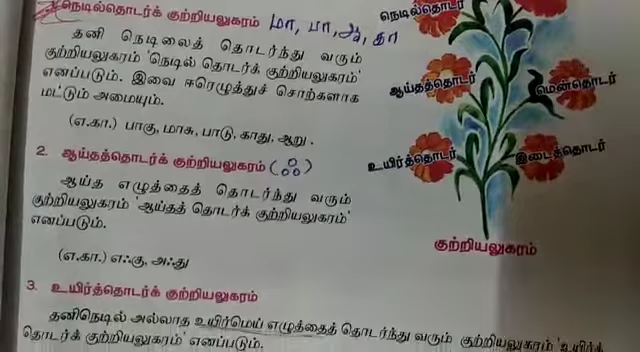 நெடில்தொடர்க் குற்றியலுகரம் மா, பா, ஆ, தா
தனி நெடிலைத் தொடர்ந்து வரும்
குற்றியலுகரம் 'நெடில் தொடர்க் குற்றியலுகரம்'
எனப்படும். இவை ஈரெழுத்துச் சொற்களாக
மட்டும் அமையும்.
(எ.கா.) பாகு, மாசு, பாடு, காது, ஆறு .
2. ஆய்தத்தொடர்க் குற்றியலுகரம் (ஃ)
ஆய்த எழுத்தைத் தொடர்ந்து வரும்
குற்றியலுகரம் 'ஆய்தத் தொடர்க் குற்றியலுகரம்'
எனப்படும்.
(எ.கா.) எஃகு, அஃது
3. உயிர்த்தொடர்க் குற்றியலுகரம்
தனிநெடில் அல்லாத உயிர்மெய் எழுத்தைத் தொடர்ந்து வரும் குற்றியலுகரம் 'உயிர்த்
தொடர்க் குற்றியலுகரம்' எனப்படும்.
நெடில்தொடர்
ஆய்தத்தொடர்
மென்தொடர்
உயிர்த்தொடர்
இடைத்தொடர்
குற்றியலுகரம்